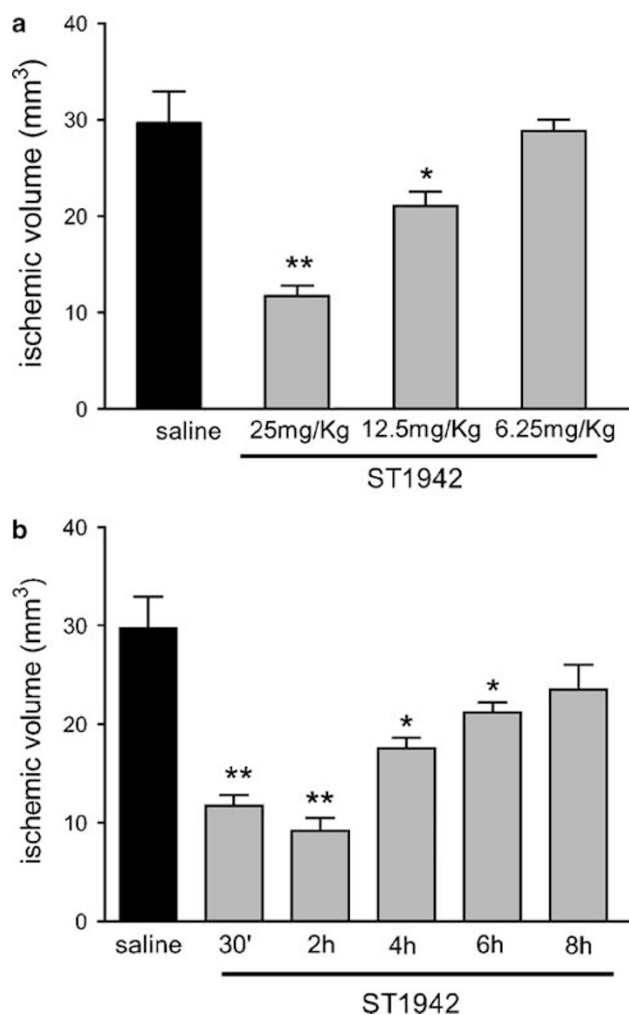 a
ischemic volume (mm³)
40
30
20
10
0
**
*
saline 25mg/Kg 12.5mg/Kg 6.25mg/Kg
ST1942
b
ischemic volume (mm³)
40
30
20
10
0
**
**
*
*
saline 30' 2h 4h 6h 8h
ST1942